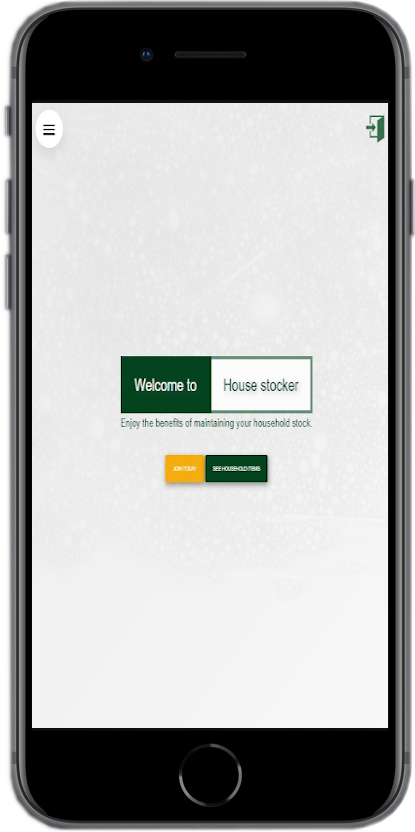 Welcome to House stocker
Enjoy the benefits of maintaining your household stock.
JOIN TODAY SEE HOUSEHOLD ITEMS